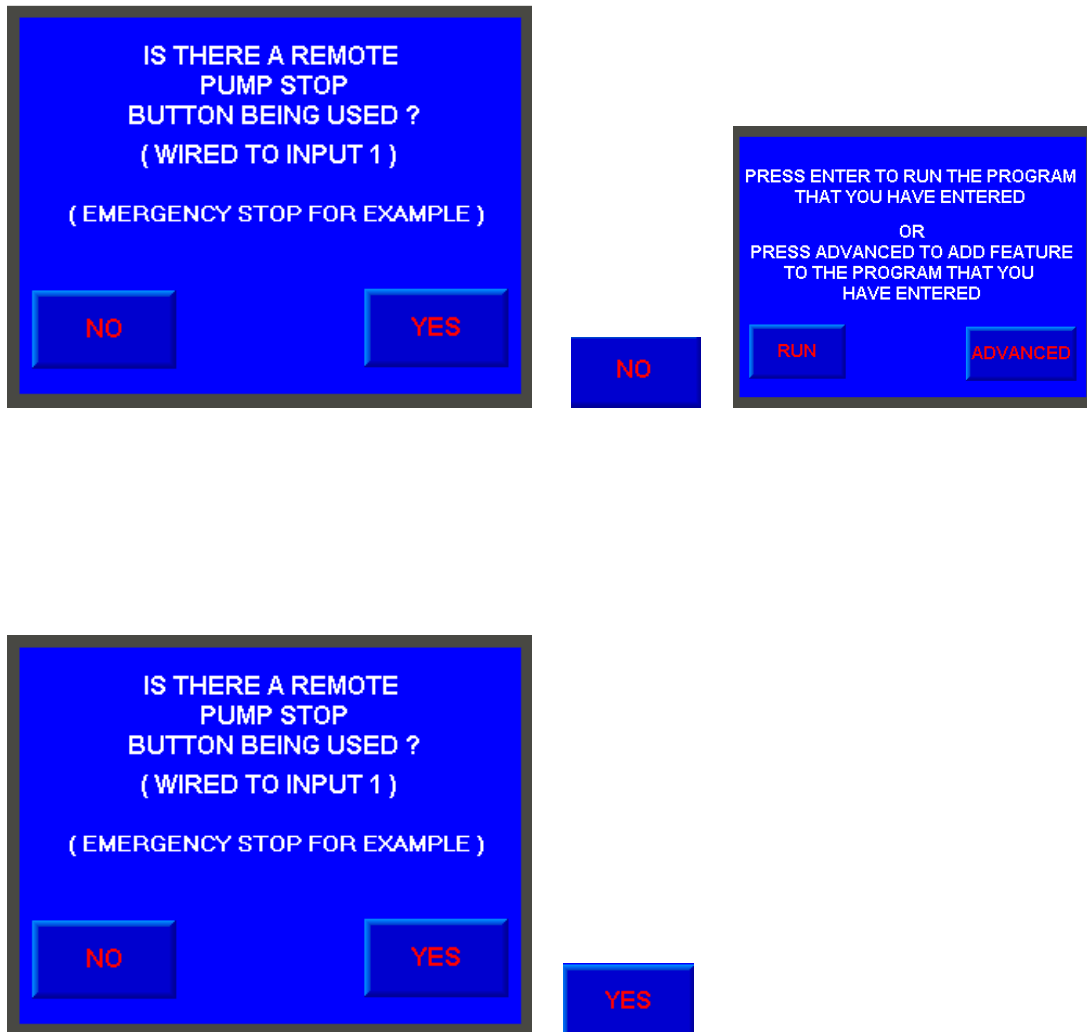 IS THERE A REMOTE
PUMP STOP
BUTTON BEING USED ?
( WIRED TO INPUT 1 )
( EMERGENCY STOP FOR EXAMPLE )
NO
YES
NO
PRESS ENTER TO RUN THE PROGRAM
THAT YOU HAVE ENTERED
OR
PRESS ADVANCED TO ADD FEATURE
TO THE PROGRAM THAT YOU
HAVE ENTERED
RUN
ADVANCED
IS THERE A REMOTE
PUMP STOP
BUTTON BEING USED ?
( WIRED TO INPUT 1 )
( EMERGENCY STOP FOR EXAMPLE )
NO
YES
YES